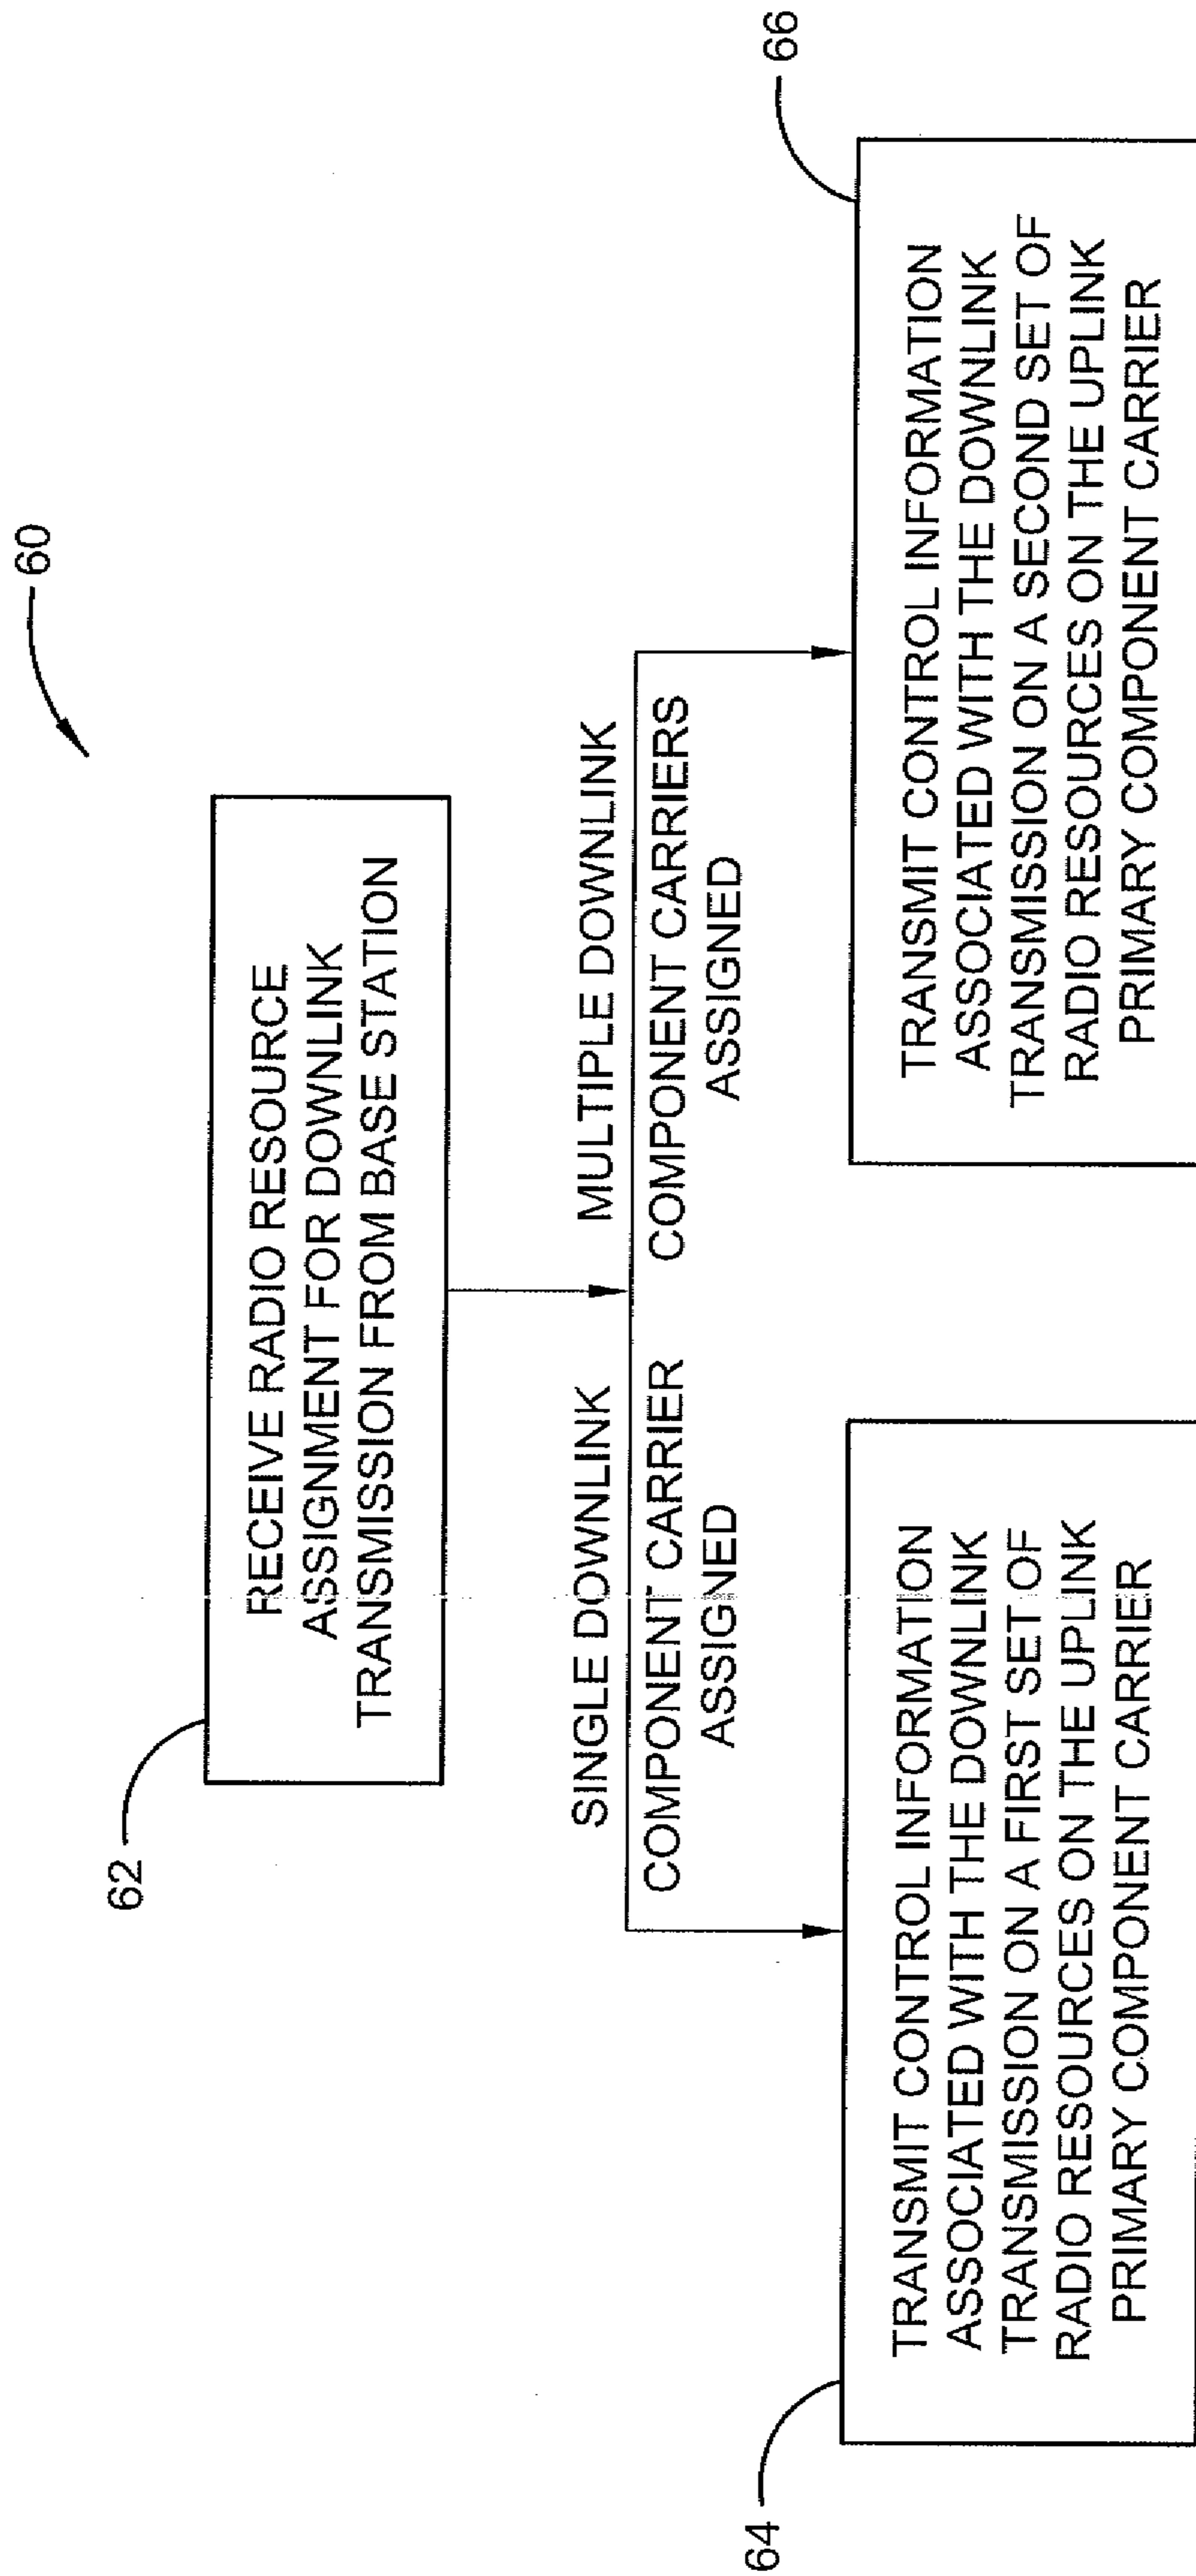 60
62
RECEIVE RADIO RESOURCE
ASSIGNMENT FOR DOWNLINK
TRANSMISSION FROM BASE STATION
SINGLE DOWNLINK
COMPONENT CARRIER
ASSIGNED
MULTIPLE DOWNLINK
COMPONENT CARRIERS
ASSIGNED
64
TRANSMIT CONTROL INFORMATION
ASSOCIATED WITH THE DOWNLINK
TRANSMISSION ON A FIRST SET OF
RADIO RESOURCES ON THE UPLINK
PRIMARY COMPONENT CARRIER
66
TRANSMIT CONTROL INFORMATION
ASSOCIATED WITH THE DOWNLINK
TRANSMISSION ON A SECOND SET OF
RADIO RESOURCES ON THE UPLINK
PRIMARY COMPONENT CARRIER